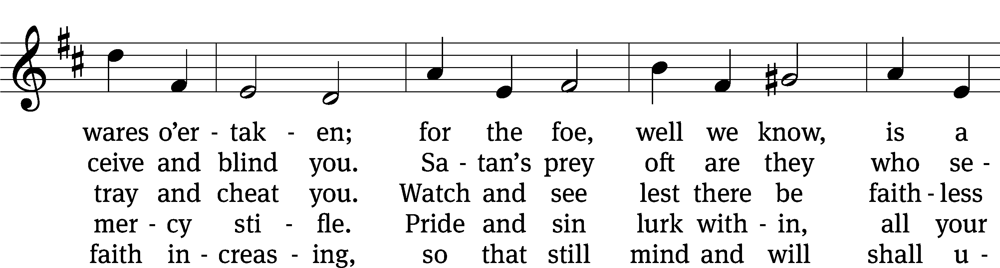 wares o’er - tak - en; for the foe, well we know, is a
ceive and blind you. Sa - tan’s prey oft are they who se -
tray and cheat you. Watch and see lest there be faith - less
mer - cy sti - fle. Pride and sin lurk with - in, all your
faith in - creas - ing, so that still mind and will shall u -